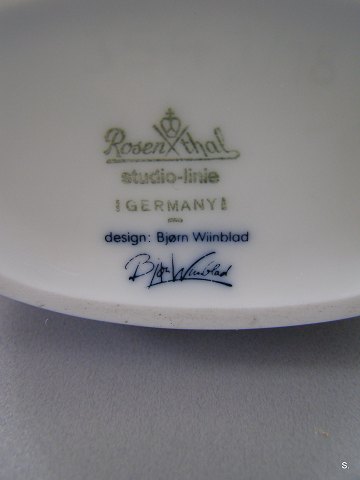 Rosenthal
studio-linie
GERMANY
design: Bjørn Wiinblad
Bjørn Wiinblad
S.